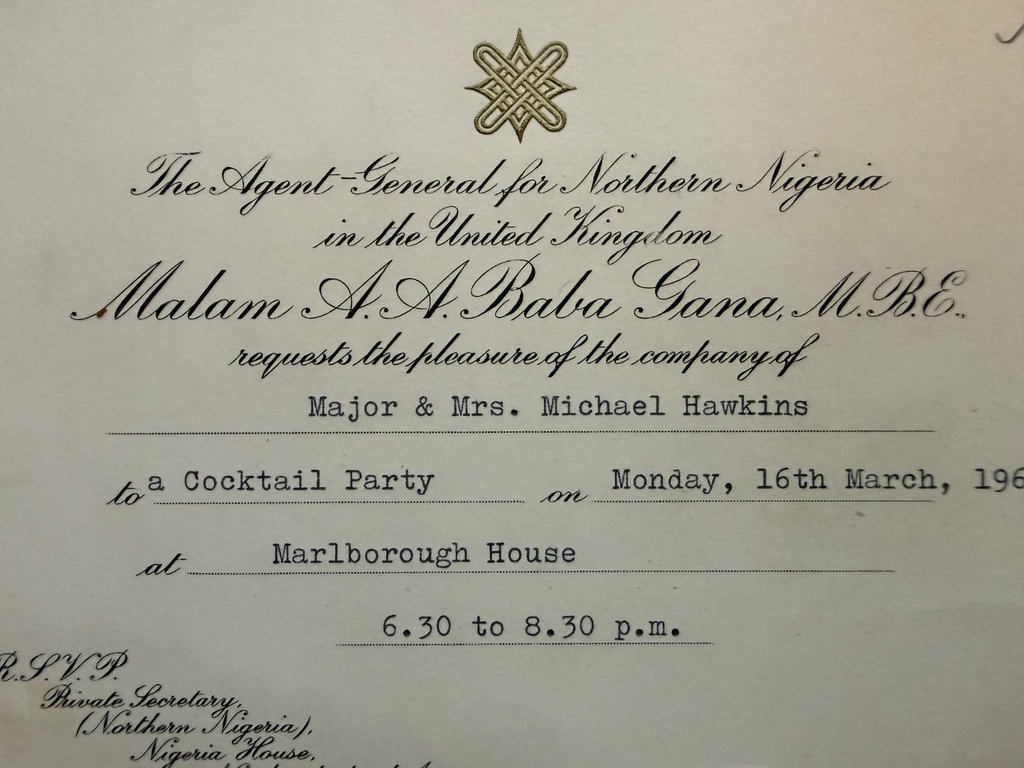 The Agent-General for Northern Nigeria
in the United Kingdom
Malam A. A. Baba Gana, M.B.E.,
requests the pleasure of the company of
Major & Mrs. Michael Hawkins
to a Cocktail Party on Monday, 16th March, 196
at Marlborough House
6.30 to 8.30 p.m.
R.S.V.P.
Private Secretary,
(Northern Nigeria),
Nigeria House,